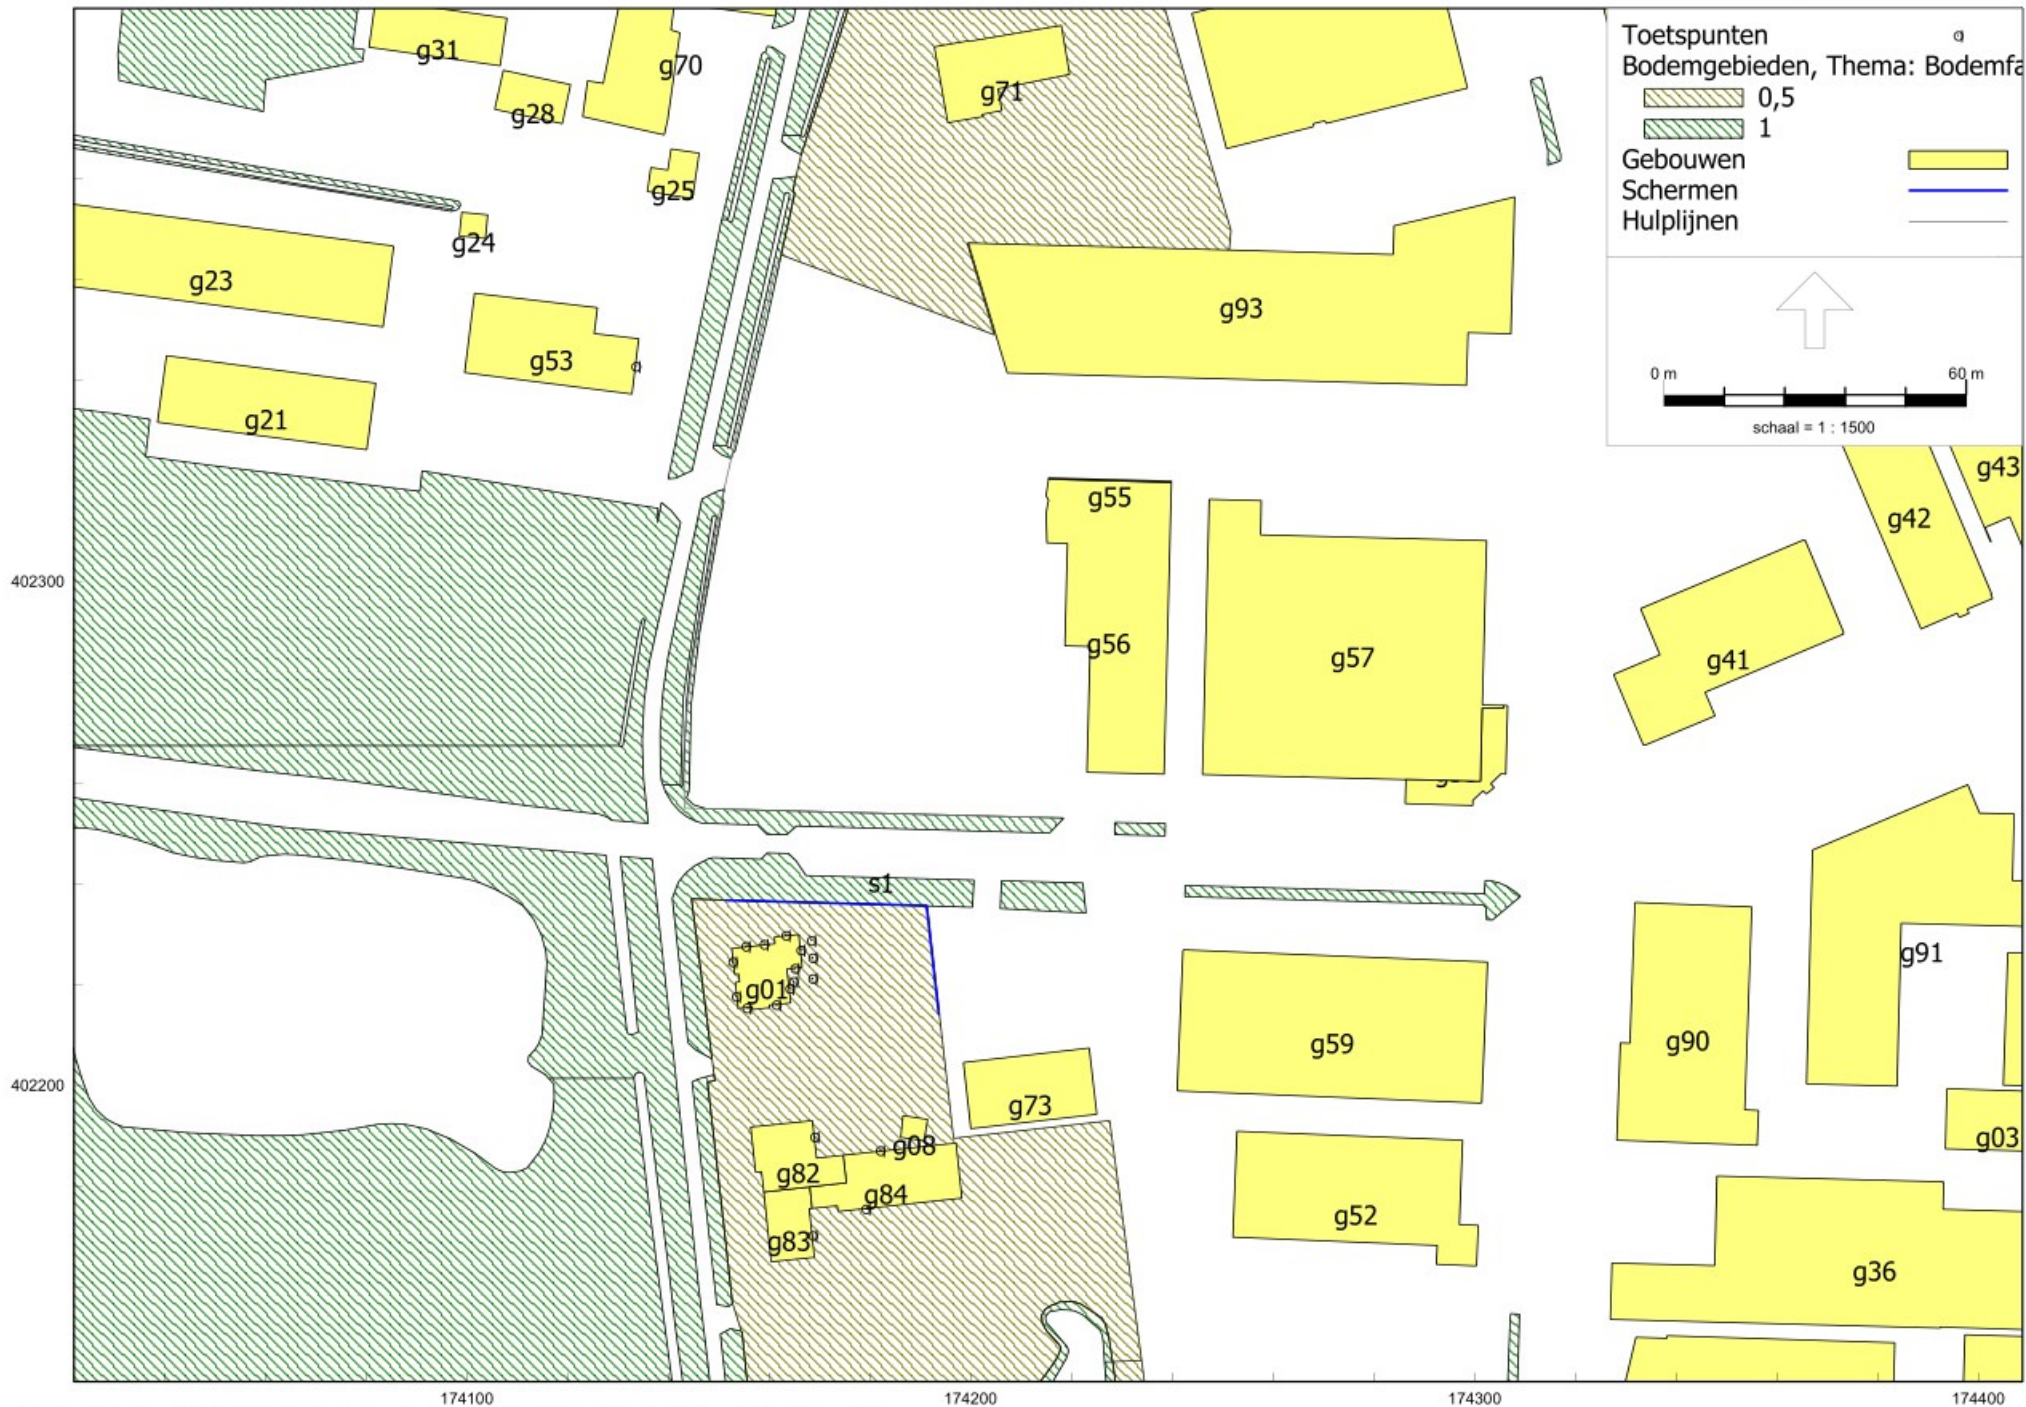 Toetspunten
Bodemgebieden, Thema: Bodemfa
0,5
1
Gebouwen
Schermen
Hulplijnen
0 m 60 m
schaal = 1 : 1500
g31
g70
g71
g28
g25
g24
g23
g93
g53
g21
g43
g55
g42
402300
g56
g57
g41
s1
g91
g01
g59
g90
402200
g73
g03
g08
g82
g84
g52
g83
g36
174100 174200 174300 174400